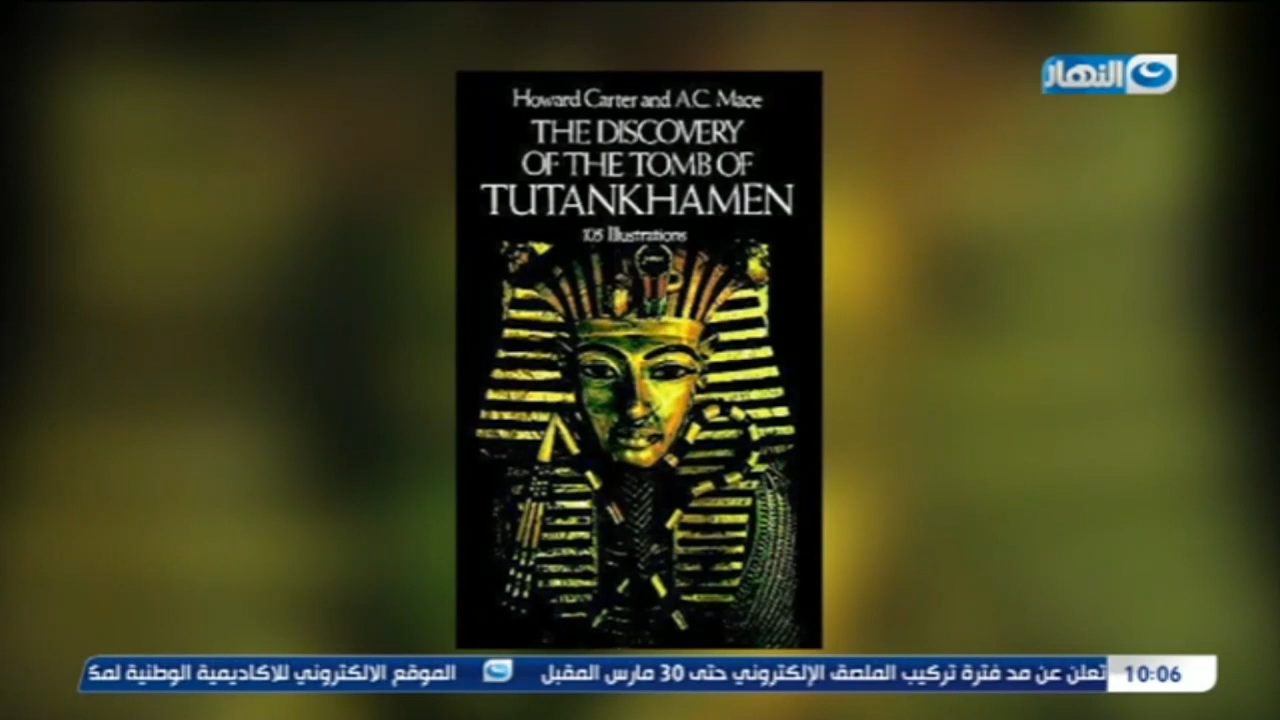 النهار
Howard Carter and A.C. Mace
THE DISCOVERY
OF THE TOMB OF
TUTANKHAMEN
105 Illustrations
10:06 تعلن عن مد فترة تركيب الملصق الإلكتروني حتى 30 مارس المقبل الموقع الالكتروني للاكاديمية الوطنية لمك